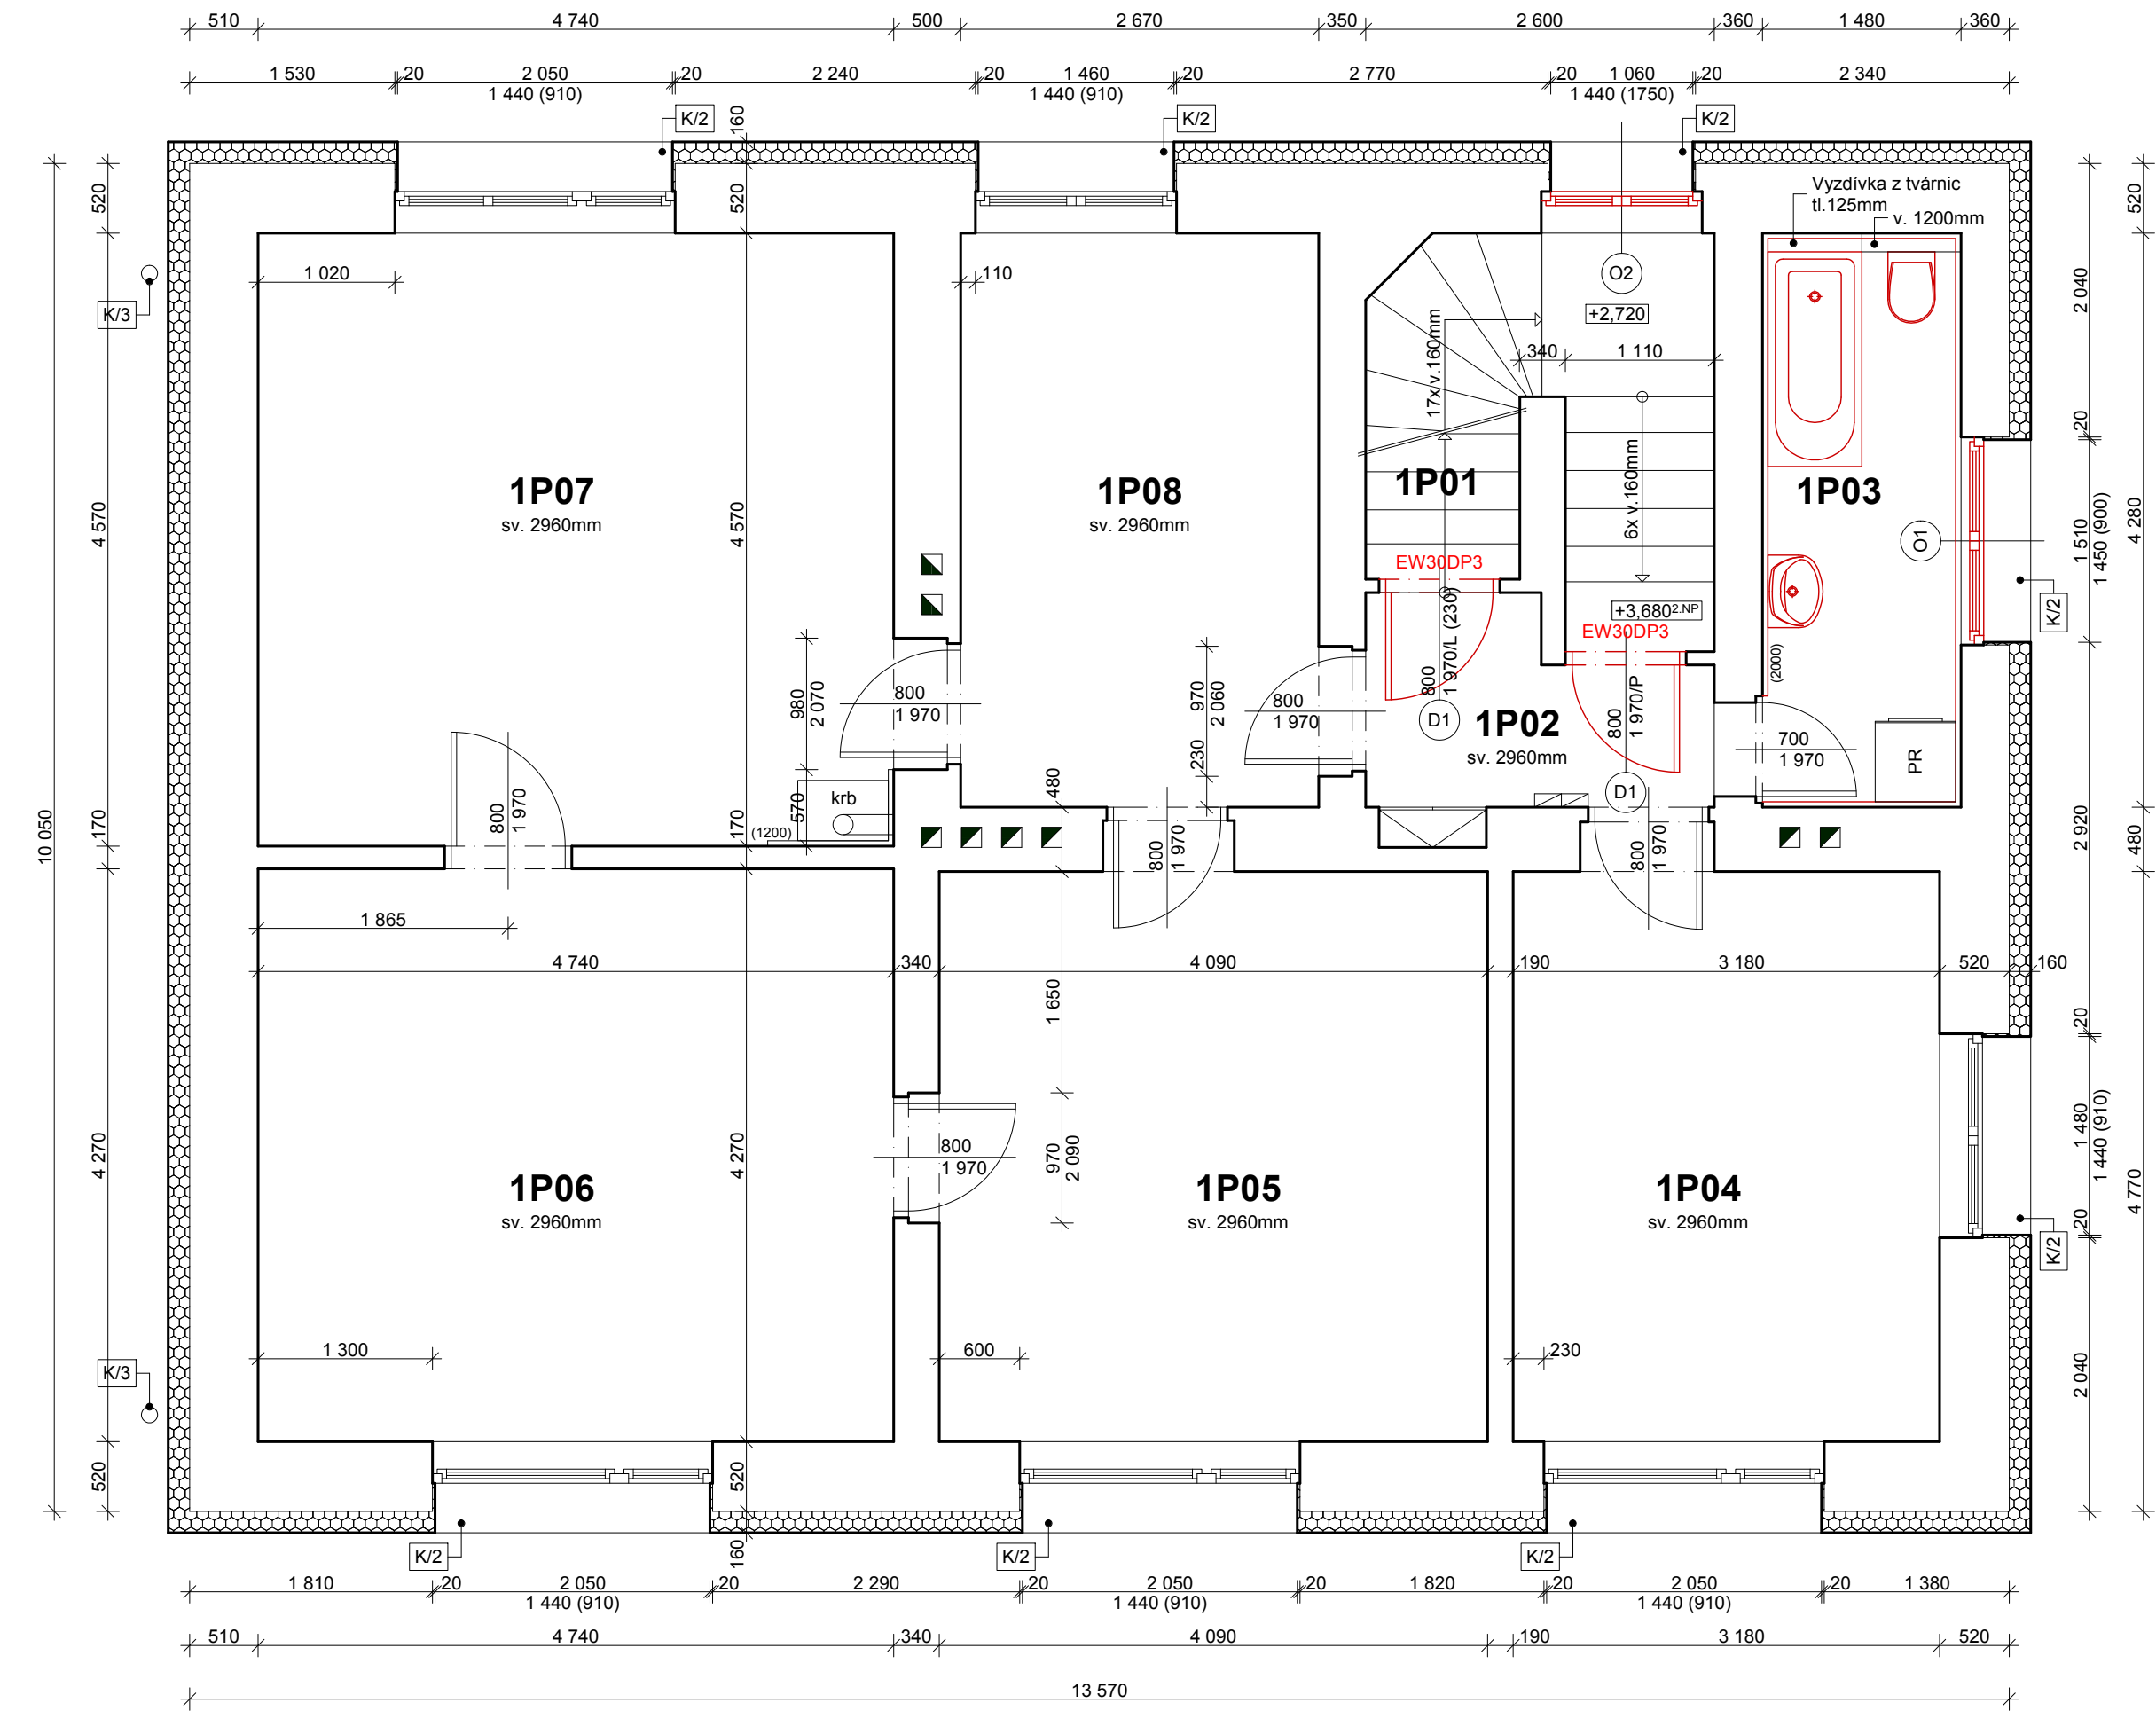 510 4 740 500 2 670 350 2 600 360 1 480 360
1 530 20 2 050 20 2 240 20 1 460 20 2 770 20 1 060 20 2 340
1 440 (910) 1 440 (910) 1 440 (1750)
K/2 K/2 K/2
160
520 520 520
Vyzdívka z tvárnic
tl.125mm
v. 1200mm
1 020 110
O2
K/3
+2,720
2 040
17x v.160mm
340 1 110
20
6x v.160mm
1P07
sv. 2960mm
1P08
sv. 2960mm
1P01
1P03
4 570 4 570
O1
1 510
1 450 (900)
4 280
K/2
EW30DP3
+3,680 2.NP
EW30DP3
800
1 970/L (230)
D1
800
1 970/P
D1
(2000)
980
2 070
800
1 970
970
2 060
230
800
1 970
1P02
sv. 2960mm
700
1 970
PR
krb
(1200)
570
480
800
1 970
800
1 970
800
1 970
10 050
170 170
2 920
480
1 865
4 740 340 4 090 190 3 180 520 160
1 650
20
4 270 4 270
970
2 090
800
1 970
1P06
sv. 2960mm
1P05
sv. 2960mm
1P04
sv. 2960mm
1 480
1 440 (910)
4 770
20
K/2
1 300 600 230
K/3
2 040
520 520
160
K/2 K/2 K/2
1 810 20 2 050 20 2 290 20 2 050 20 1 820 20 2 050 20 1 380
1 440 (910) 1 440 (910) 1 440 (910)
510 4 740 340 4 090 190 3 180 520
13 570